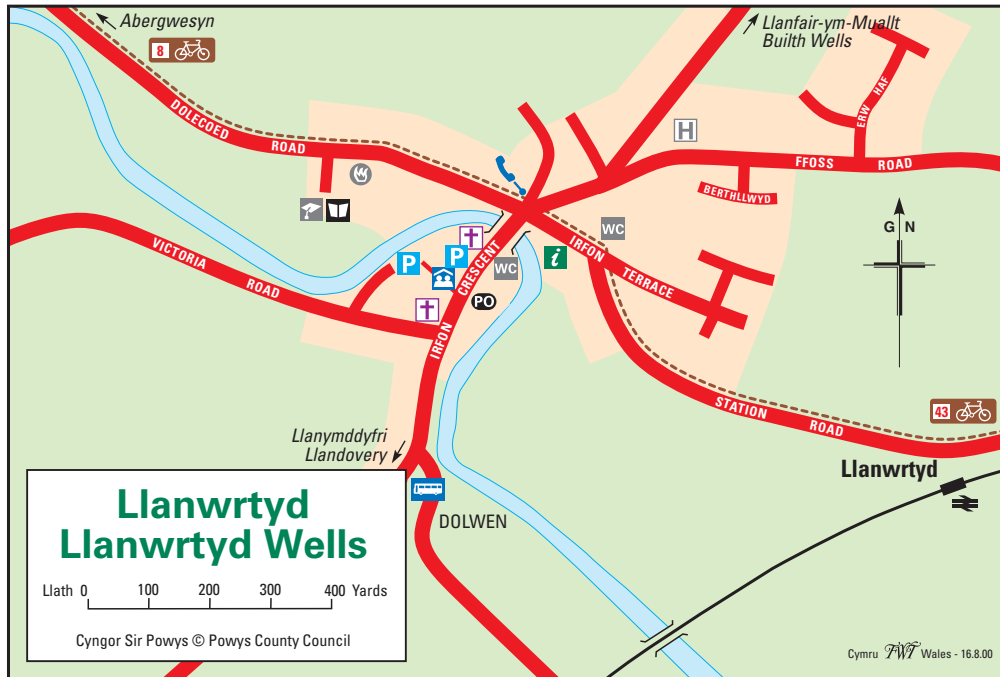 Abergwesyn
8
Llanfair-ym-Muallt
Builth Wells
DOLECOED ROAD
H
ERW HAF
FFOSS ROAD
BERTHLLWYD
G N
VICTORIA ROAD
P
P
WC
i
WC
IRFON TERRACE
IRFON CRESCENT
PO
STATION ROAD
43
Llanymddyfri
Llandovery
Llanwrtyd
DOLWEN
Llanwrtyd
Llanwrtyd Wells
Llath 0 100 200 300 400 Yards
Cyngor Sir Powys © Powys County Council
Cymru FWT Wales - 16.8.00